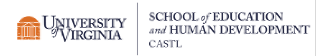 UNIVERSITY
of VIRGINIA
SCHOOL of EDUCATION
and HUMAN DEVELOPMENT
CASTL